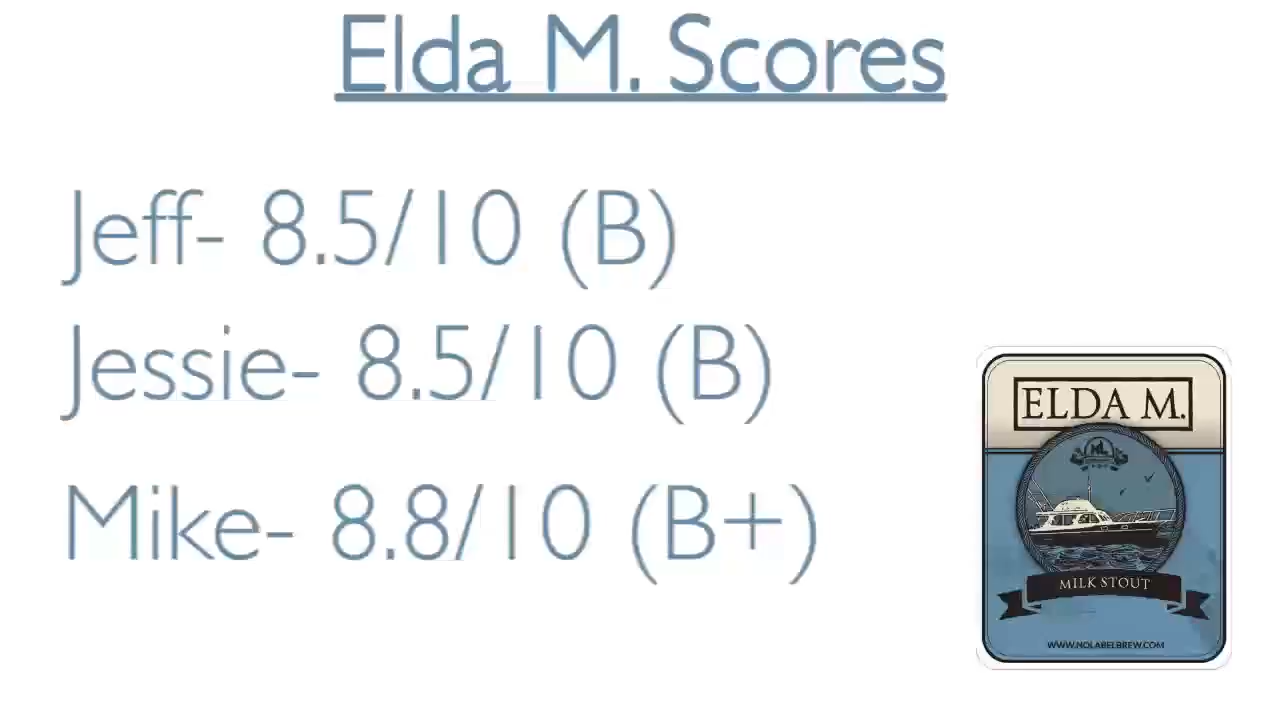 Elda M. Scores
Jeff- 8.5/10 (B)
Jessie- 8.5/10 (B)
Mike- 8.8/10 (B+)
ELDA M.
NL
MILK STOUT
WWW.NOLABELBREW.COM